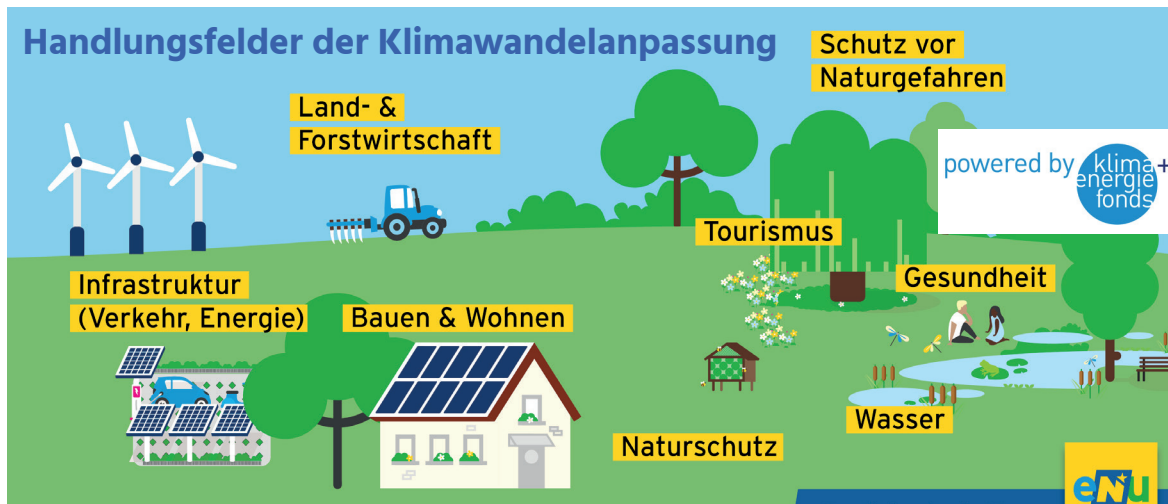 Handlungsfelder der Klimawandelanpassung
Schutz vor
Naturgefahren
Land- &
Forstwirtschaft
powered by klima+
energie
fonds
Tourismus
Gesundheit
Infrastruktur
(Verkehr, Energie)
Bauen & Wohnen
Wasser
Naturschutz
eNu